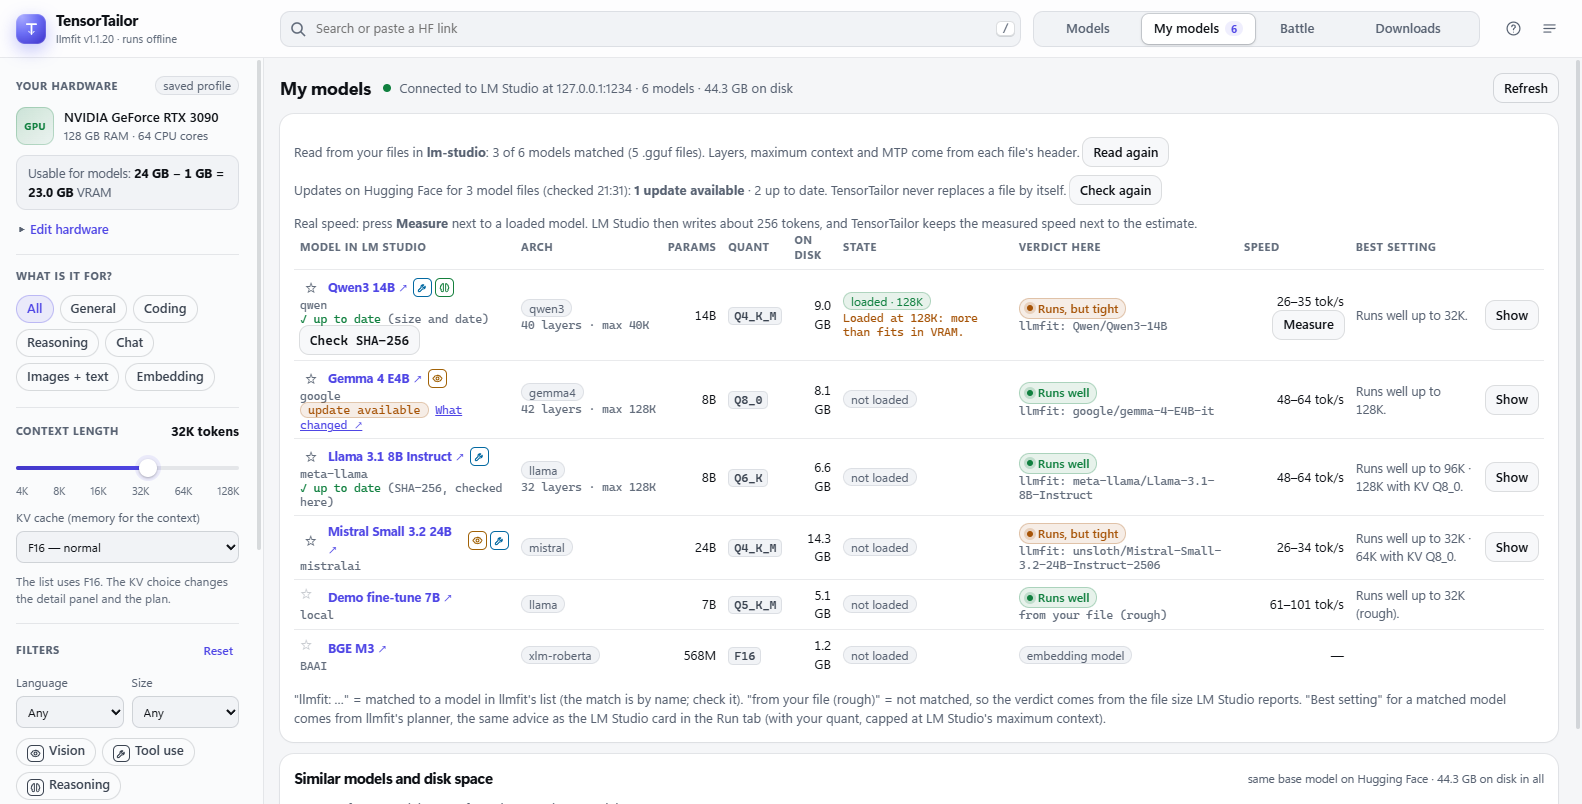 TensorTailor
llmfit v1.1.20 · runs offline
Search or paste a HF link
/
Models
My models 6
Battle
Downloads
YOUR HARDWARE
saved profile
GPU
NVIDIA GeForce RTX 3090
128 GB RAM · 64 CPU cores
Usable for models: 24 GB − 1 GB =
23.0 GB VRAM
▸ Edit hardware
WHAT IS IT FOR?
All
General
Coding
Reasoning
Chat
Images + text
Embedding
CONTEXT LENGTH
32K tokens
4K 8K 16K 32K 64K 128K
KV cache (memory for the context)
F16 — normal
The list uses F16. The KV choice changes
the detail panel and the plan.
FILTERS
Reset
Language
Size
Any
Any
Vision
Tool use
Reasoning
My models
Connected to LM Studio at 127.0.0.1:1234 · 6 models · 44.3 GB on disk
Refresh
Read from your files in lm-studio: 3 of 6 models matched (5 .gguf files). Layers, maximum context and MTP come from each file's header. Read again
Updates on Hugging Face for 3 model files (checked 21:31): 1 update available · 2 up to date. TensorTailor never replaces a file by itself. Check again
Real speed: press Measure next to a loaded model. LM Studio then writes about 256 tokens, and TensorTailor keeps the measured speed next to the estimate.
MODEL IN LM STUDIO
ARCH
PARAMS
QUANT
ON
DISK
STATE
VERDICT HERE
SPEED
BEST SETTING
☆ Qwen3 14B ↗
qwen
✓ up to date (size and date)
Check SHA-256
qwen3
40 layers · max 40K
14B
Q4_K_M
9.0
GB
loaded · 128K
Loaded at 128K: more
than fits in VRAM.
Runs, but tight
llmfit: Qwen/Qwen3-14B
26–35 tok/s
Measure
Runs well up to 32K.
Show
☆ Gemma 4 E4B ↗
google
update available What
changed ↗
gemma4
42 layers · max 128K
8B
Q8_0
8.1
GB
not loaded
Runs well
llmfit: google/gemma-4-E4B-it
48–64 tok/s
Runs well up to
128K.
Show
☆ Llama 3.1 8B Instruct ↗
meta-llama
✓ up to date (SHA-256, checked
here)
llama
32 layers · max 128K
8B
Q6_K
6.6
GB
not loaded
Runs well
llmfit: meta-llama/Llama-3.1-
8B-Instruct
48–64 tok/s
Runs well up to 96K ·
128K with KV Q8_0.
Show
☆ Mistral Small 3.2 24B
↗
mistralai
mistral
24B
Q4_K_M
14.3
GB
not loaded
Runs, but tight
llmfit: unsloth/Mistral-Small-
3.2-24B-Instruct-2506
26–34 tok/s
Runs well up to 32K ·
64K with KV Q8_0.
Show
☆ Demo fine-tune 7B ↗
local
llama
7B
Q5_K_M
5.1
GB
not loaded
Runs well
from your file (rough)
61–101 tok/s
Runs well up to 32K
(rough).
☆ BGE M3 ↗
BAAI
xlm-roberta
568M
F16
1.2
GB
not loaded
embedding model
—
"llmfit: ..." = matched to a model in llmfit's list (the match is by name; check it). "from your file (rough)" = not matched, so the verdict comes from the file size LM Studio reports. "Best setting" for a matched model
comes from llmfit's planner, the same advice as the LM Studio card in the Run tab (with your quant, capped at LM Studio's maximum context).
Similar models and disk space
same base model on Hugging Face · 44.3 GB on disk in all